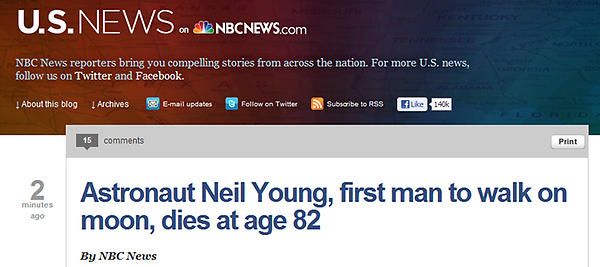 U.S. NEWS on NBCNEWS.com
NBC News reporters bring you compelling stories from across the nation. For more U.S. news,
follow us on Twitter and Facebook.
↓ About this blog ↓ Archives E-mail updates Follow on Twitter Subscribe to RSS Like 140k
15 comments Print
2
minutes
ago
Astronaut Neil Young, first man to walk on
moon, dies at age 82
By NBC News